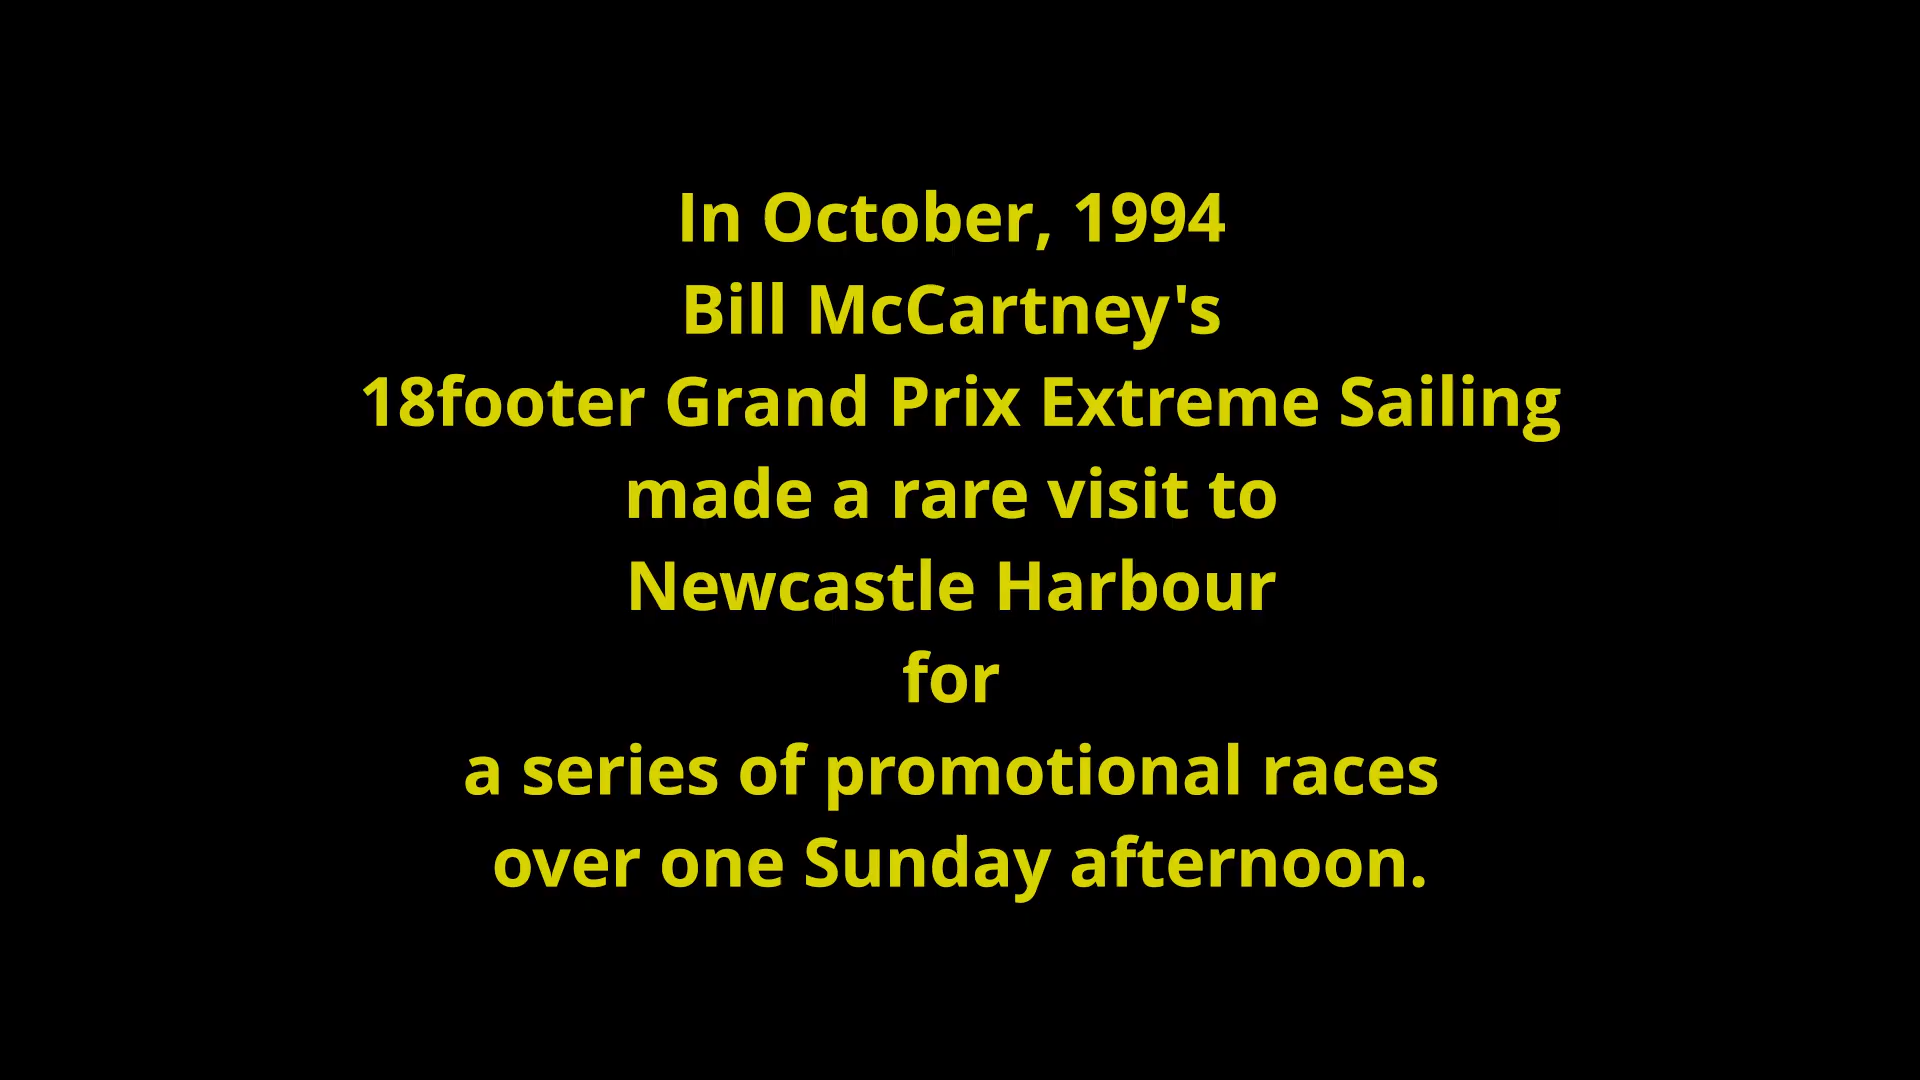 In October, 1994
Bill McCartney's
18footer Grand Prix Extreme Sailing
made a rare visit to
Newcastle Harbour
for
a series of promotional races
over one Sunday afternoon.